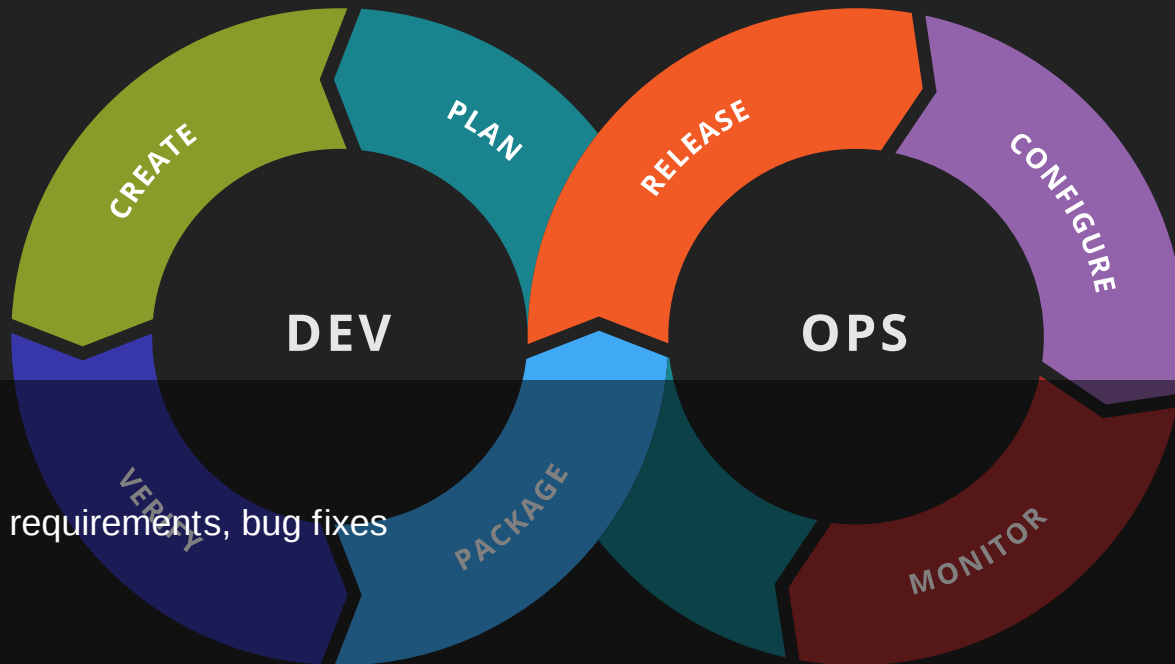 CREATE
PLAN
RELEASE
CONFIGURE
DEV
OPS
VERIFY
PACKAGE
MONITOR
requirements, bug fixes